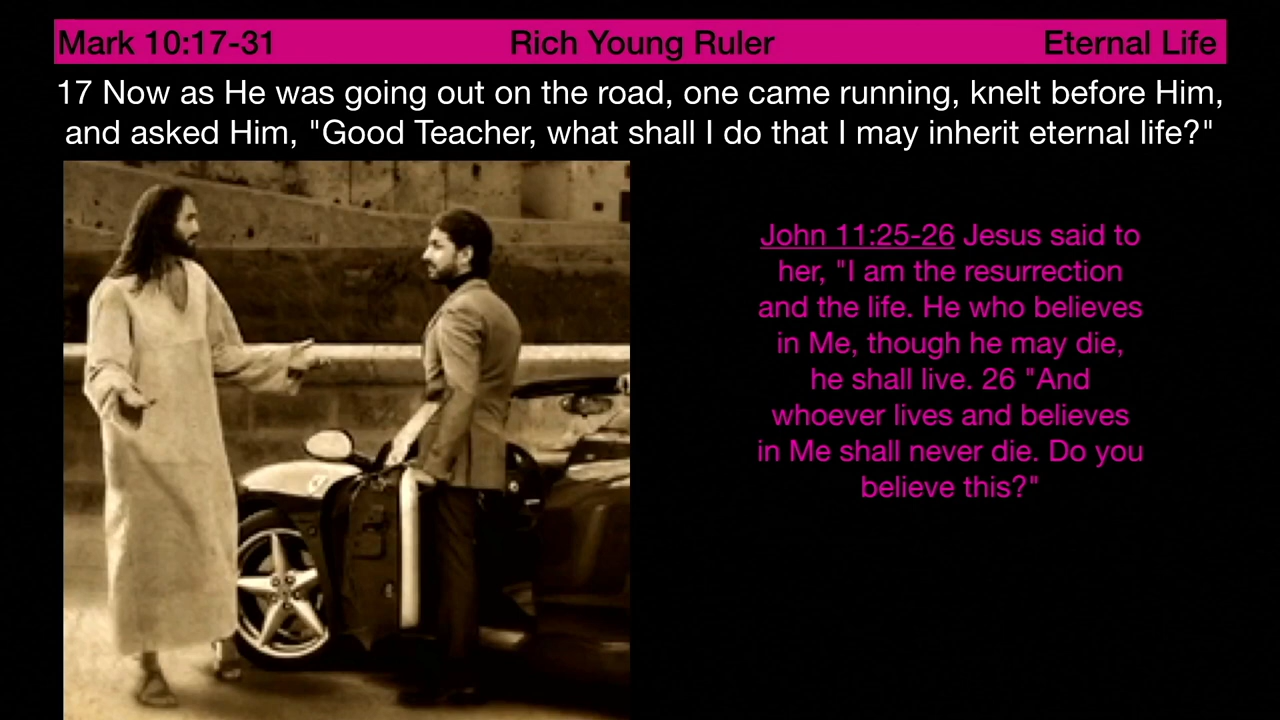 Mark 10:17-31 Rich Young Ruler Eternal Life
17 Now as He was going out on the road, one came running, knelt before Him,
and asked Him, "Good Teacher, what shall I do that I may inherit eternal life?"
John 11:25-26 Jesus said to
her, "I am the resurrection
and the life. He who believes
in Me, though he may die,
he shall live. 26 "And
whoever lives and believes
in Me shall never die. Do you
believe this?"